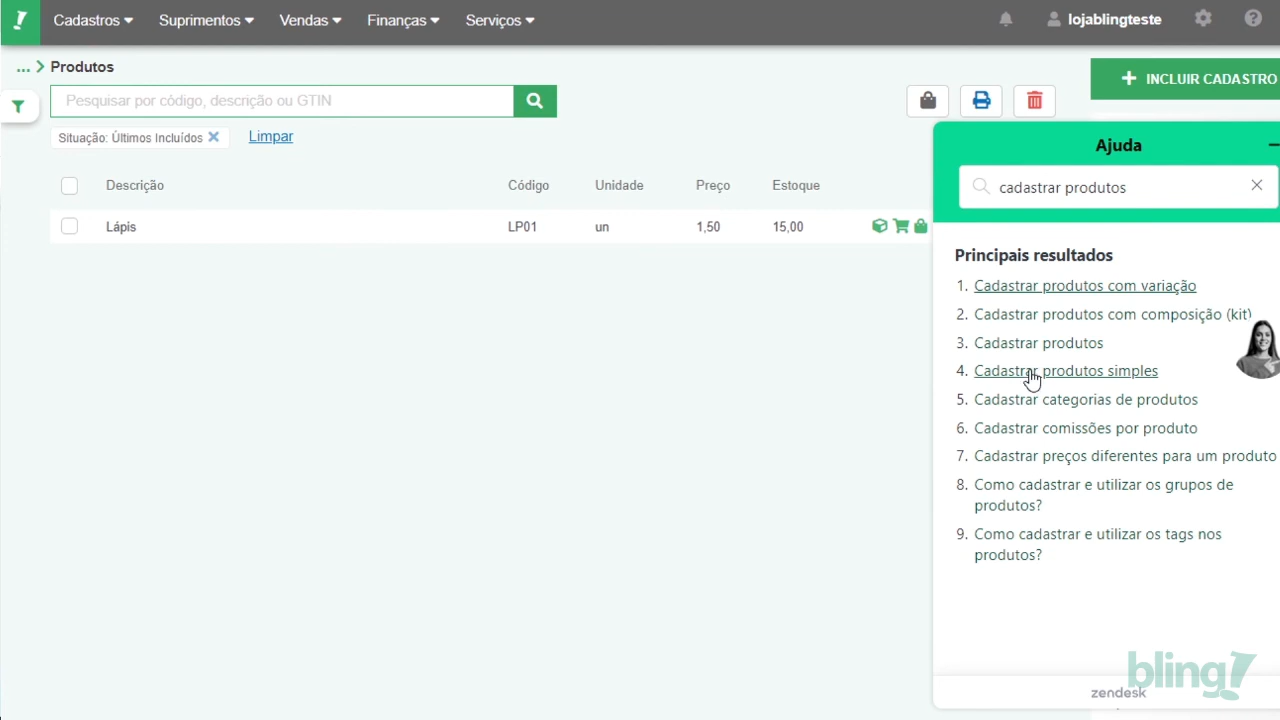 Cadastros
Suprimentos
Vendas
Finanças
Serviços
lojablingteste
... > Produtos
INCLUIR CADASTRO
Pesquisar por código, descrição ou GTIN
Situação: Últimos Incluídos
Limpar
Descrição Código Unidade Preço Estoque
Lápis LP01 un 1,50 15,00
Ajuda
cadastrar produtos
Principais resultados
1. Cadastrar produtos com variação
2. Cadastrar produtos com composição (kit)
3. Cadastrar produtos
4. Cadastrar produtos simples
5. Cadastrar categorias de produtos
6. Cadastrar comissões por produto
7. Cadastrar preços diferentes para um produto
8. Como cadastrar e utilizar os grupos de
produtos?
9. Como cadastrar e utilizar os tags nos
produtos?
bling!
zendesk